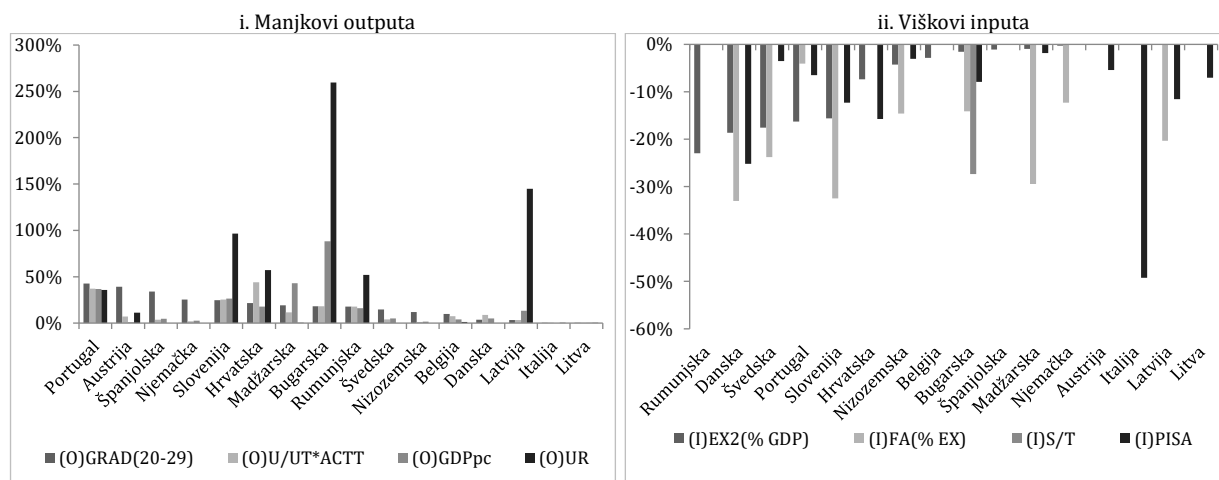 i. Manjkovi outputa
300%
250%
200%
150%
100%
50%
0%
Portugal
Austrija
Španjolska
Njemačka
Slovenija
Hrvatska
Madžarska
Bugarska
Rumunjska
Švedska
Nizozemska
Belgija
Danska
Latvija
Italija
Litva
(O)GRAD(20-29)
(O)U/UT*ACTT
(O)GDPpc
(O)UR
ii. Viškovi inputa
0%
-10%
-20%
-30%
-40%
-50%
-60%
Rumunjska
Danska
Švedska
Portugal
Slovenija
Hrvatska
Nizozemska
Belgija
Bugarska
Španjolska
Madžarska
Njemačka
Austrija
Italija
Latvija
Litva
(I)EX2(% GDP)
(I)FA(% EX)
(I)S/T
(I)PISA